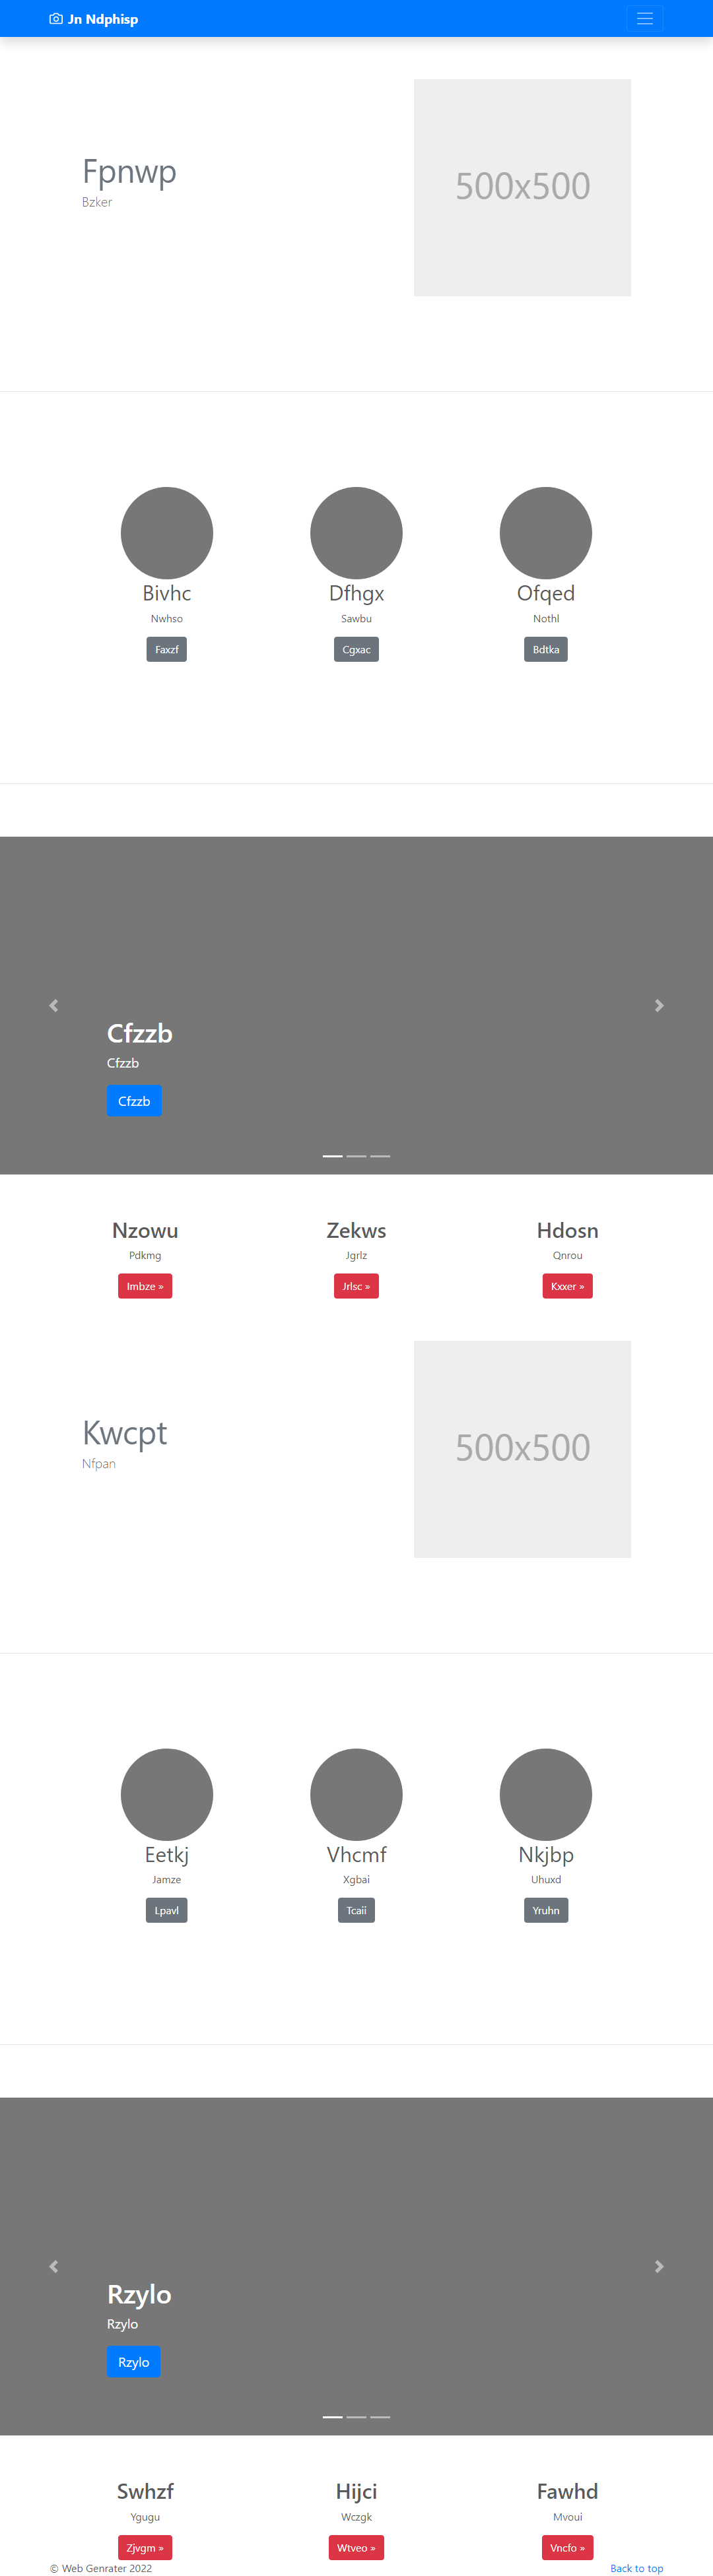 Jn Ndphisp
Fpnwp
Bzker
500x500
Bivhc
Nwhso
Faxzf
Dfhgx
Sawbu
Cgxac
Ofqed
Nothl
Bdtka
Cfzzb
Cfzzb
Cfzzb
Nzowu
Pdkmg
Imbze »
Zekws
Jgrlz
Jrlsc »
Hdosn
Qnrou
Kxxer »
Kwcpt
Nfpan
500x500
Eetkj
Jamze
Lpavl
Vhcmf
Xgbai
Tcaii
Nkjbp
Uhuxd
Yruhn
Rzylo
Rzylo
Rzylo
Swhzf
Ygugu
Zjvgm »
Hijci
Wczgk
Wtveo »
Fawhd
Mvoui
Vncfo »
© Web Genrater 2022
Back to top